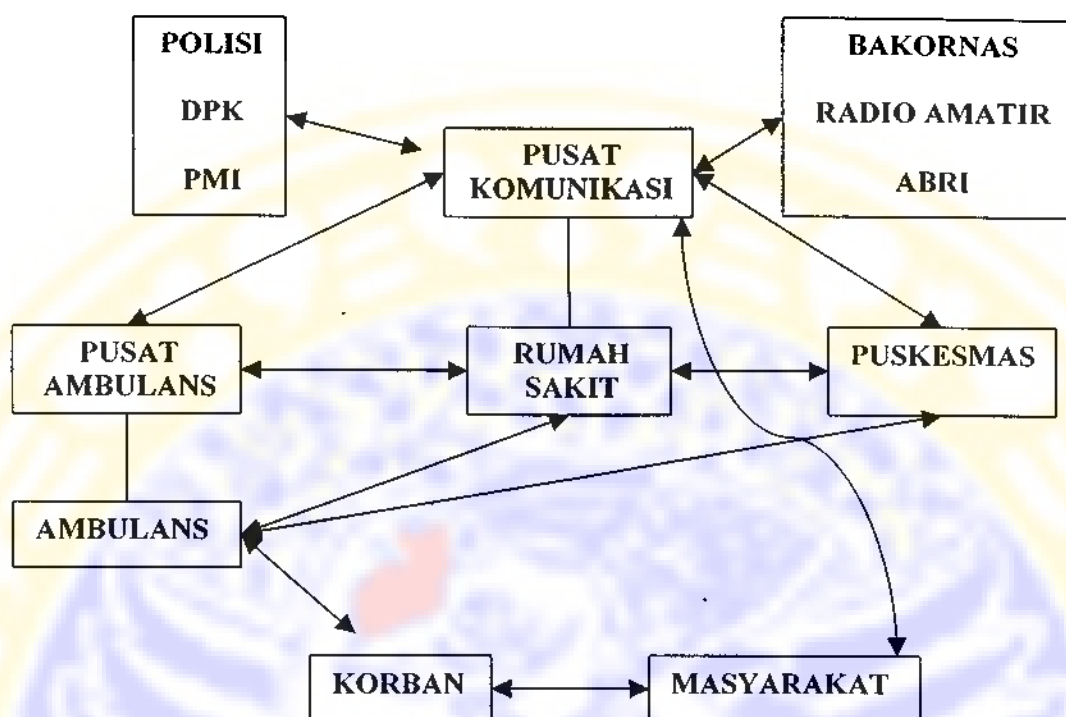 POLISI
DPK
PMI
BAKORNAS
RADIO AMATIR
ABRI
PUSAT
KOMUNIKASI
PUSAT
AMBULANS
RUMAH
SAKIT
PUSKESMAS
AMBULANS
KORBAN
MASYARAKAT